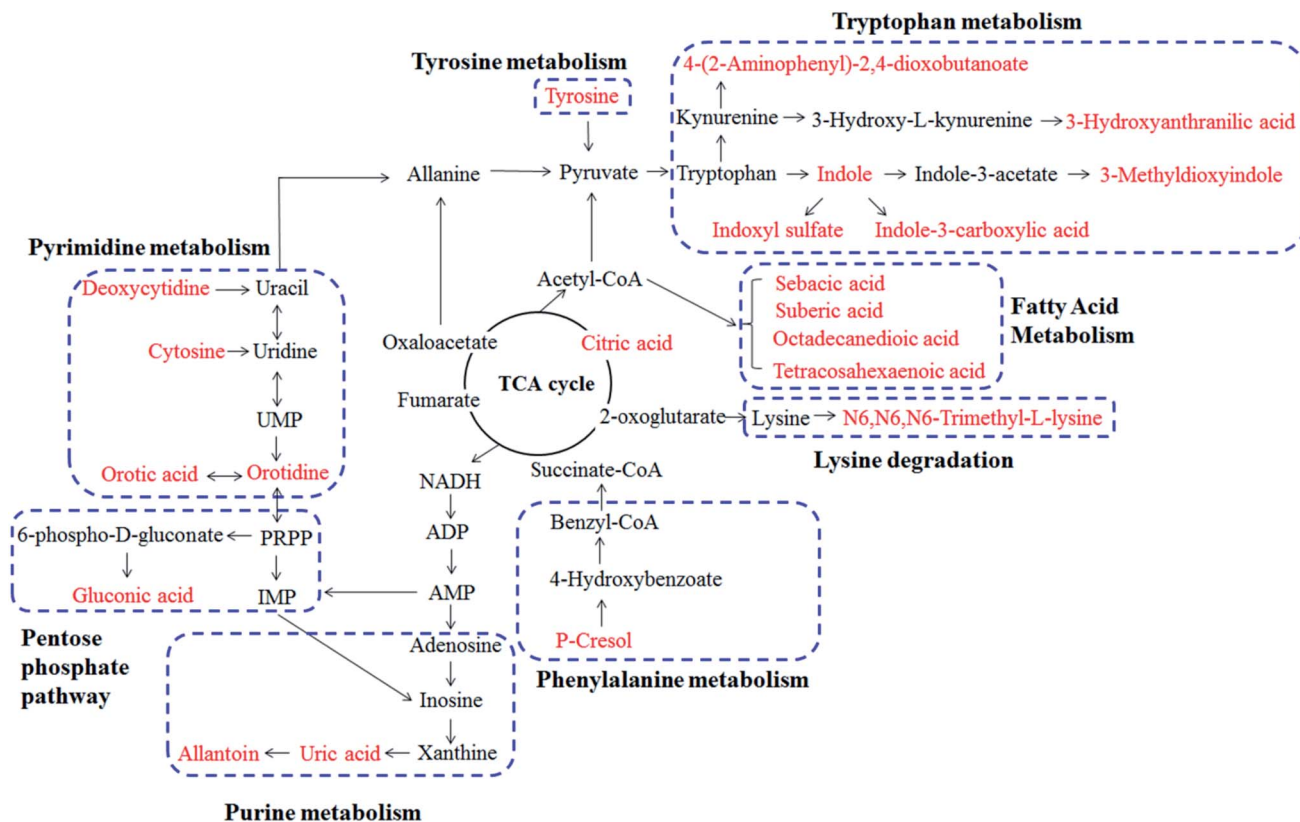 Tryptophan metabolism
4-(2-Aminophenyl)-2,4-dioxobutanoate
Kynurenine
3-Hydroxy-L-kynurenine
3-Hydroxyanthranilic acid
Tryptophan
Indole
Indole-3-acetate
3-Methyldioxyindole
Indoxyl sulfate
Indole-3-carboxylic acid
Tyrosine metabolism
Tyrosine
Allanine
Pyruvate
Acetyl-CoA
Pyrimidine metabolism
Deoxycytidine
Uracil
Cytosine
Uridine
UMP
Orotic acid
Orotidine
Oxaloacetate
Citric acid
TCA cycle
Fumarate
2-oxoglutarate
Succinate-CoA
NADH
ADP
AMP
Sebacic acid
Suberic acid
Octadecanedioic acid
Tetracosahexaenoic acid
Fatty Acid
Metabolism
Lysine
N6,N6,N6-Trimethyl-L-lysine
Lysine degradation
6-phospho-D-gluconate
PRPP
Gluconic acid
IMP
Pentose
phosphate
pathway
Benzyl-CoA
4-Hydroxybenzoate
P-Cresol
Phenylalanine metabolism
Adenosine
Inosine
Allantoin
Uric acid
Xanthine
Purine metabolism